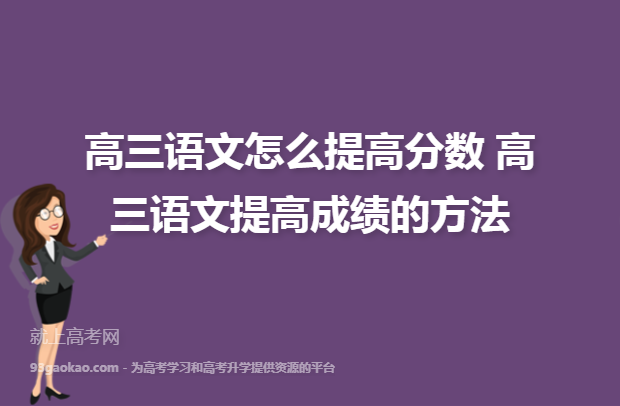 高三语文怎么提高分数 高
三语文提高成绩的方法
就上高考网
93gaokao.com - 为高考学习和高考升学提供资源的平台